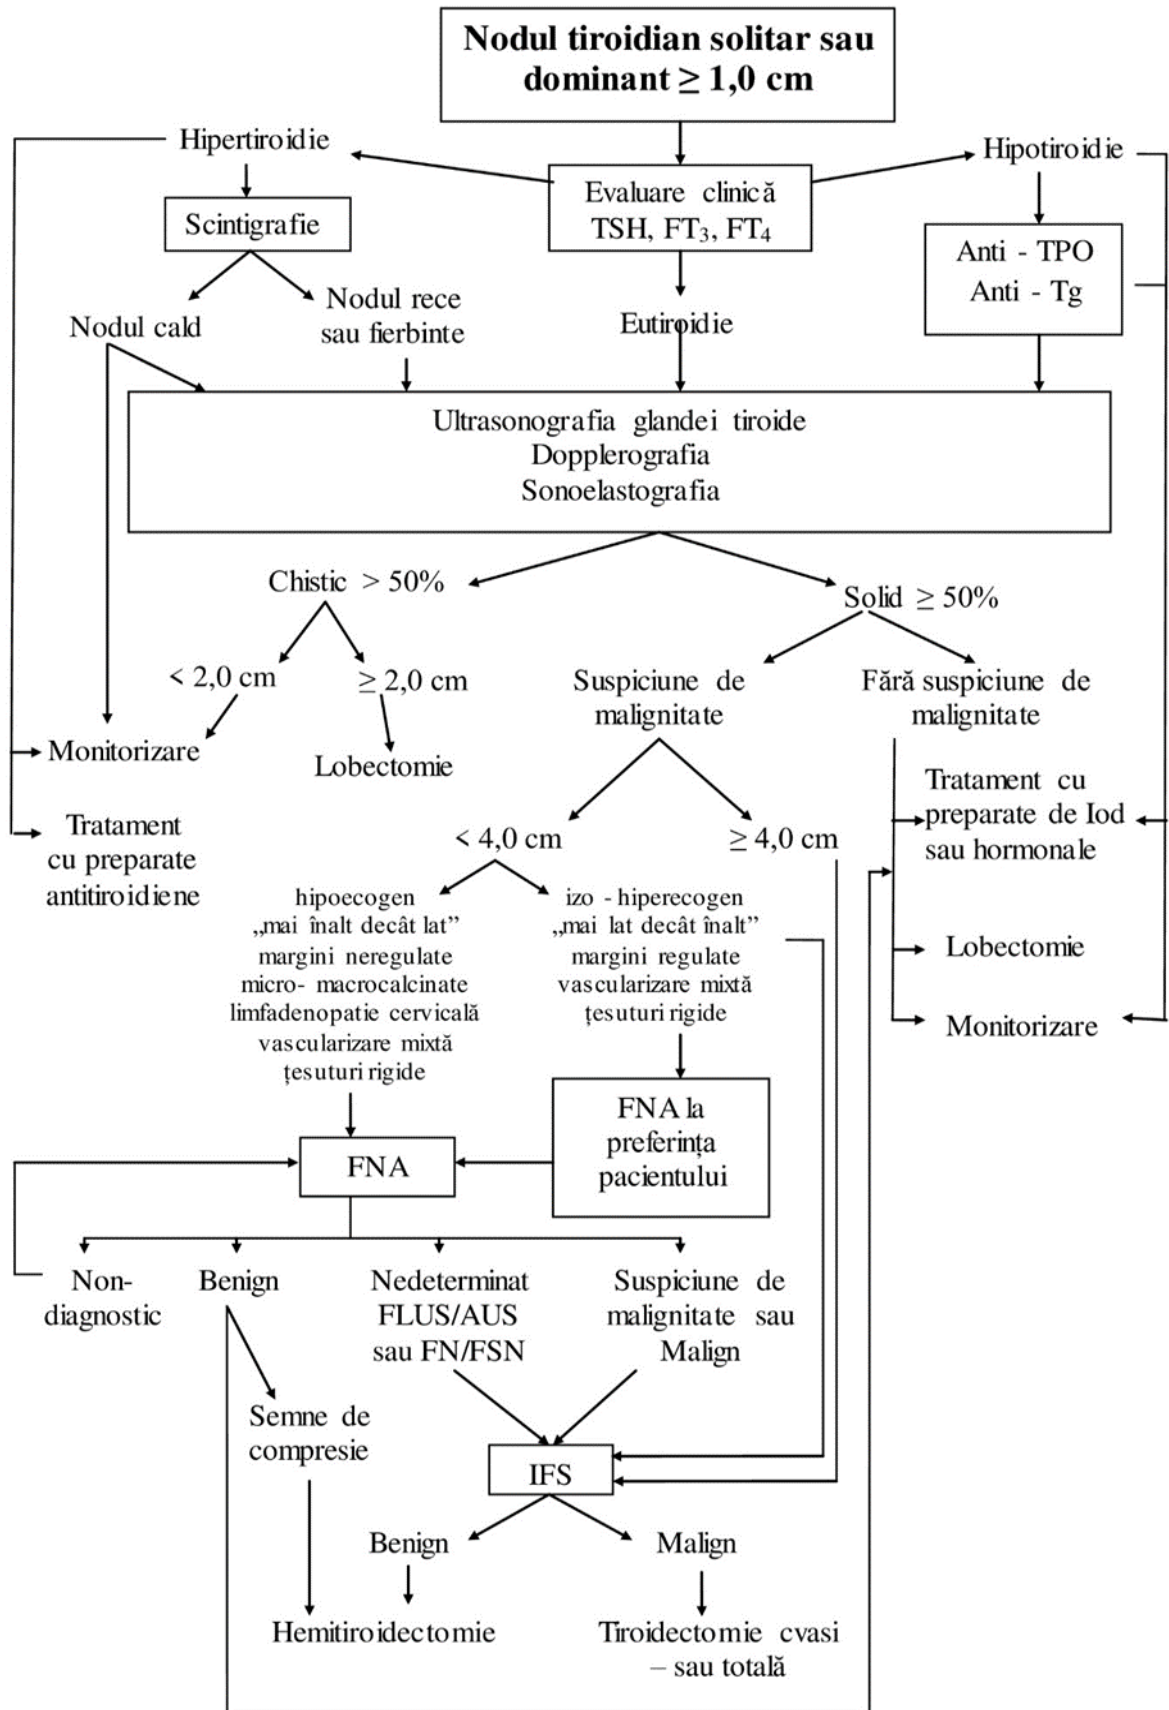 Nodul tiroidian solitar sau
dominant ≥ 1,0 cm
Hipertiroidie
Hipotiroidie
Evaluare clinică
TSH, FT₃, FT₄
Scintigrafie
Anti - TPO
Anti - Tg
Nodul cald
Nodul rece
sau fierbinte
Eutiroidie
Ultrasonografia glandei tiroide
Dopplerografia
Sonoelastografia
Chistic > 50%
Solid ≥ 50%
< 2,0 cm
≥ 2,0 cm
Suspiciune de
malignitate
Fără suspiciune de
malignitate
Monitorizare
Lobectomie
Tratament
cu preparate
antitiroidiene
Tratament cu
preparate de Iod
sau hormonale
< 4,0 cm
≥ 4,0 cm
hipoecogen
„mai înalt decât lat”
margini neregulate
micro- macrocalcinate
limfadenopatie cervicală
vascularizare mixtă
țesuturi rigide
izo - hiperecogen
„mai lat decât înalt”
margini regulate
vascularizare mixtă
țesuturi rigide
Lobectomie
Monitorizare
FNA
FNA la
preferința
pacientului
Non-
diagnostic
Benign
Nedeterminat
FLUS/AUS
sau FN/FSN
Suspiciune de
malignitate sau
Malign
Semne de
compresie
IFS
Benign
Malign
Hemitiroidectomie
Tiroidectomie cvasi
– sau totală